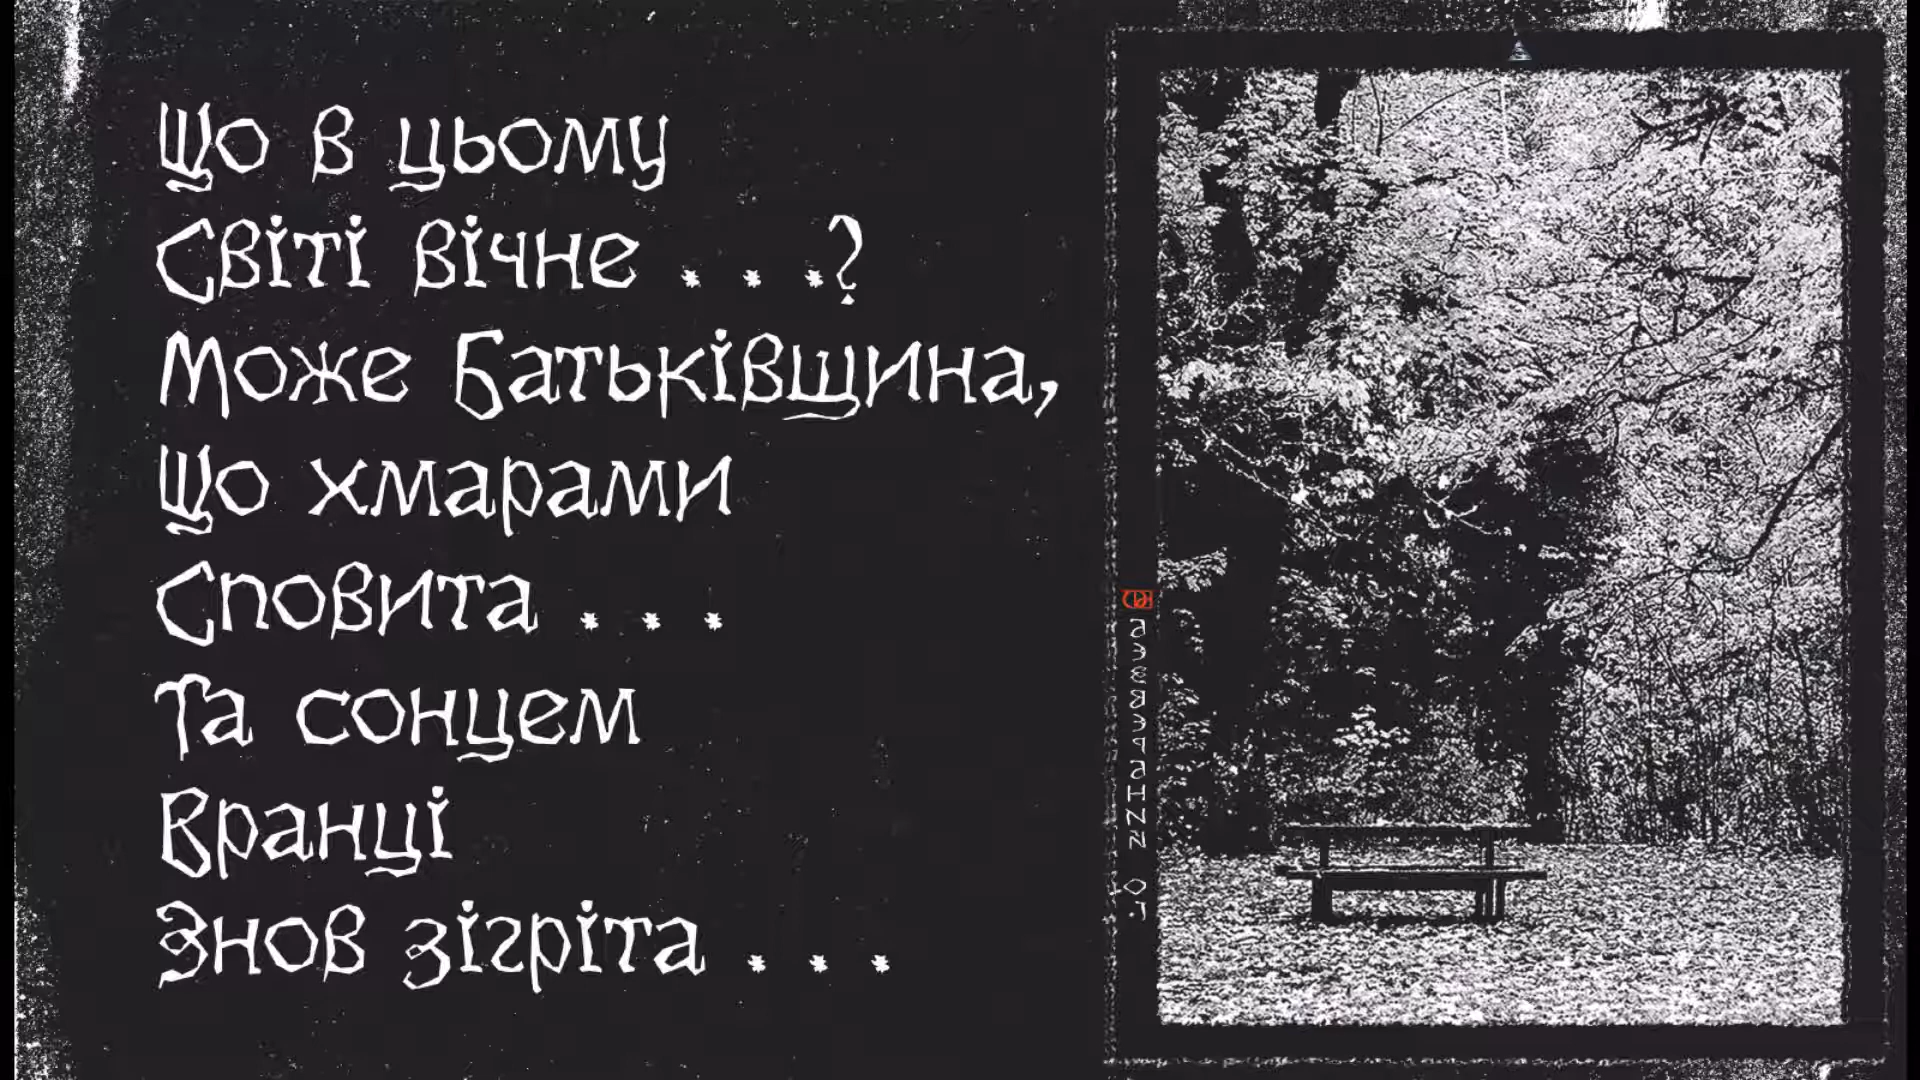 Що в цьому
Світі вічне . . .?
Може Батьківщина,
Що хмарами
Сповита . . .
Та сонцем
Вранці
Знов зігріта . . .